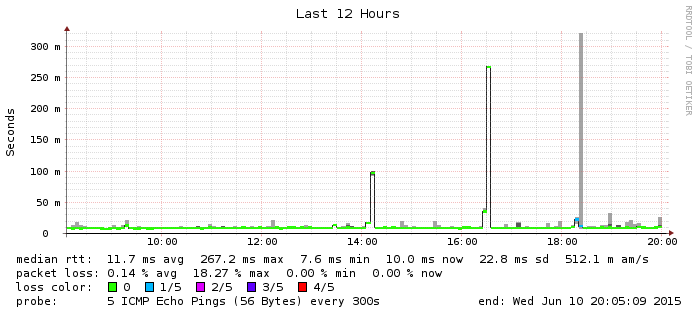 Last 12 Hours
RRDTOOL / TOBI OETIKER
Seconds
300 m
250 m
200 m
150 m
100 m
50 m
0
10:00 12:00 14:00 16:00 18:00 20:00
median rtt: 11.7 ms avg 267.2 ms max 7.6 ms min 10.0 ms now 22.8 ms sd 512.1 m am/s
packet loss: 0.14 % avg 18.27 % max 0.00 % min 0.00 % now
loss color: 0 1/5 2/5 3/5 4/5
probe: 5 ICMP Echo Pings (56 Bytes) every 300s end: Wed Jun 10 20:05:09 2015